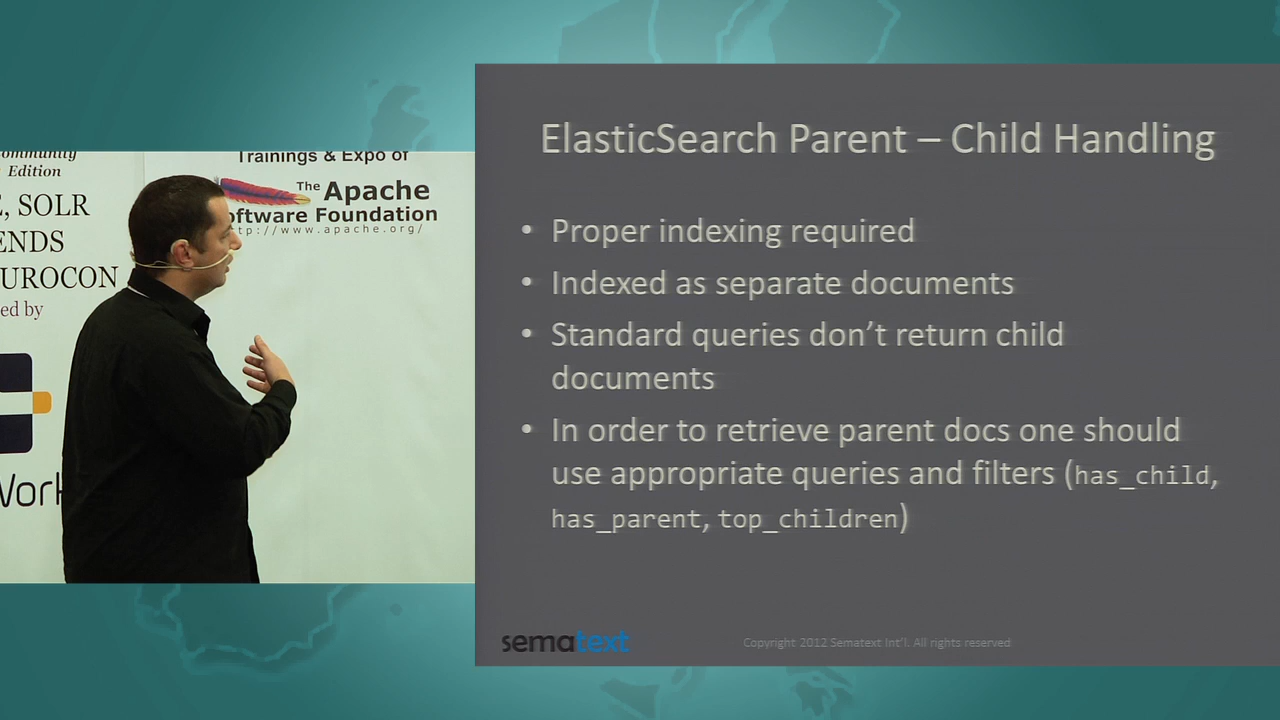 ommunity
Edition
E, SOLR
ENDS
UROCON
ed by
Work
Trainings & Expo of
The Apache
oftware Foundation
tp://www.apache.org/
ElasticSearch Parent – Child Handling
• Proper indexing required
• Indexed as separate documents
• Standard queries don't return child
documents
• In order to retrieve parent docs one should
use appropriate queries and filters (has_child,
has_parent, top_children)
sematext
Copyright 2012 Sematext Int'l. All rights reserved